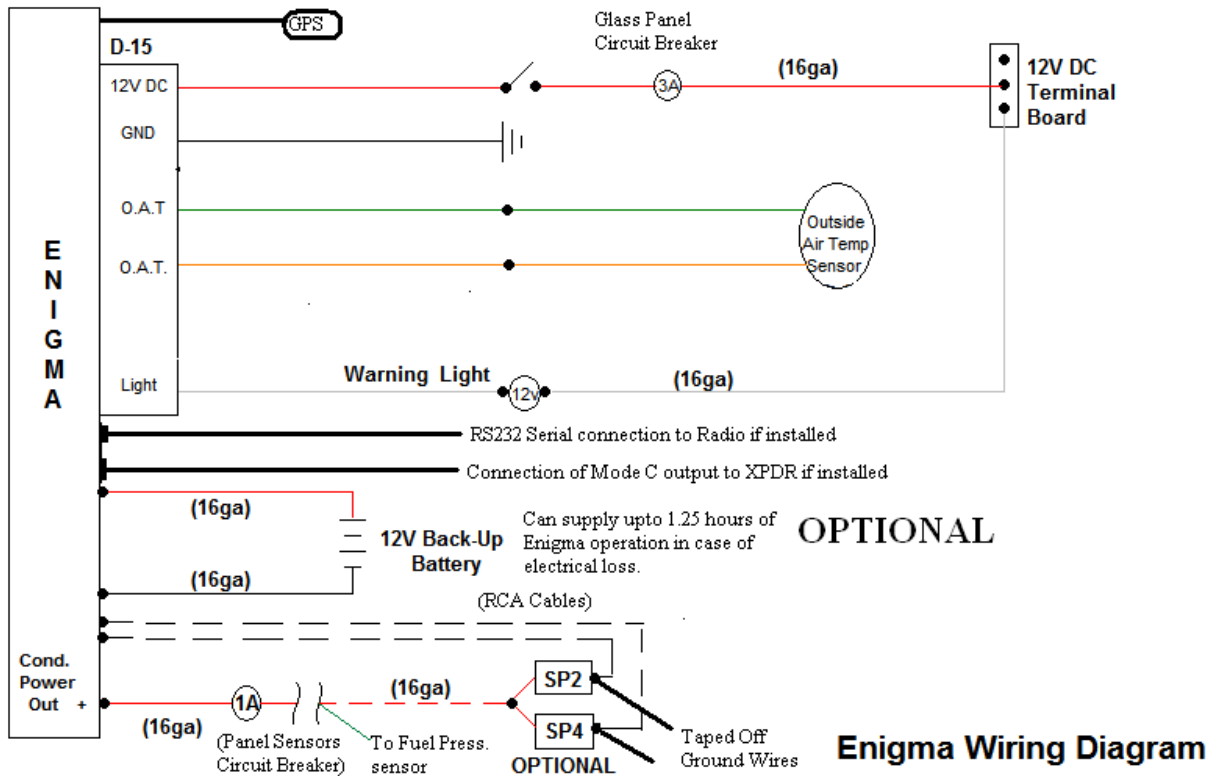 GPS
Glass Panel
Circuit Breaker
D-15
12V DC
3A
(16ga)
12V DC
Terminal
Board
GND
O.A.T
O.A.T.
Outside
Air Temp
Sensor
E
N
I
G
M
A
Light
Warning Light
12v
(16ga)
RS232 Serial connection to Radio if installed
Connection of Mode C output to XPDR if installed
(16ga)
12V Back-Up
Battery
(16ga)
Can supply upto 1.25 hours of
Enigma operation in case of
electrical loss.
OPTIONAL
(RCA Cables)
Cond.
Power
Out +
(16ga)
1A
(Panel Sensors
Circuit Breaker)
To Fuel Press.
sensor
(16ga)
SP2
SP4
OPTIONAL
Taped Off
Ground Wires
Enigma Wiring Diagram